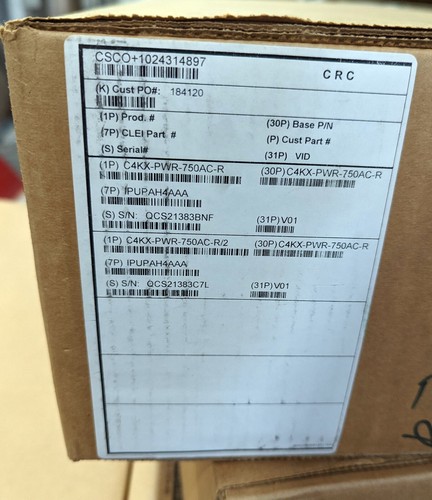 CSCO+1024314897
CRC
(K) Cust PO#: 184120
(1P) Prod. # (30P) Base P/N
(7P) CLEI Part # (P) Cust Part #
(S) Serial# (31P) VID
(1P) C4KX-PWR-750AC-R (30P) C4KX-PWR-750AC-R
(7P) IPUPAH4AAA
(S) S/N: QCS21383BNF (31P) V01
(1P) C4KX-PWR-750AC-R/2 (30P) C4KX-PWR-750AC-R
(7P) IPUPAH4AAA
(S) S/N: QCS21383C7L (31P) V01